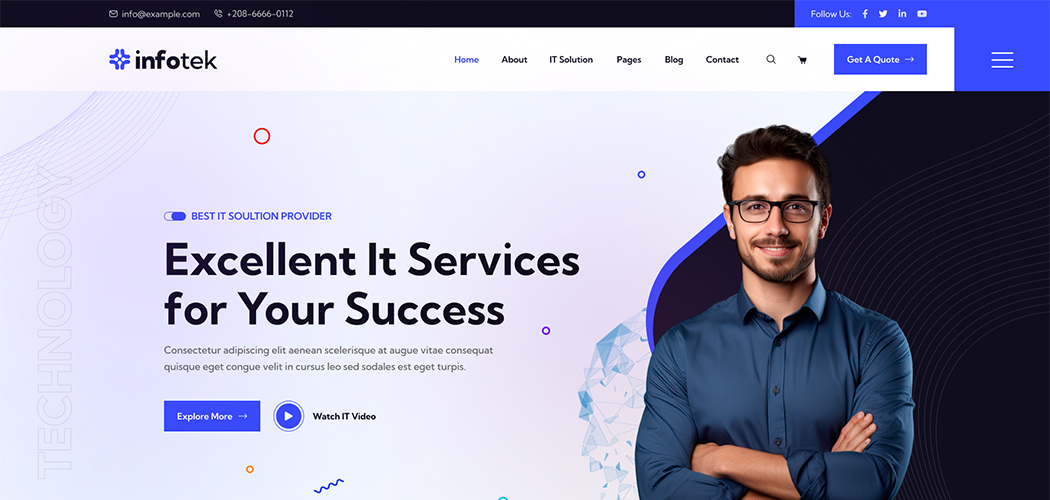 info@example.com +208-6666-0112 Follow Us:
infotek Home About IT Solution Pages Blog Contact Get A Quote
TECHNOLOGY
BEST IT SOULTION PROVIDER
Excellent It Services
for Your Success
Consectetur adipiscing elit aenean scelerisque at augue vitae consequat
quisque eget congue velit in cursus leo sed sodales est eget turpis.
Explore More Watch IT Video